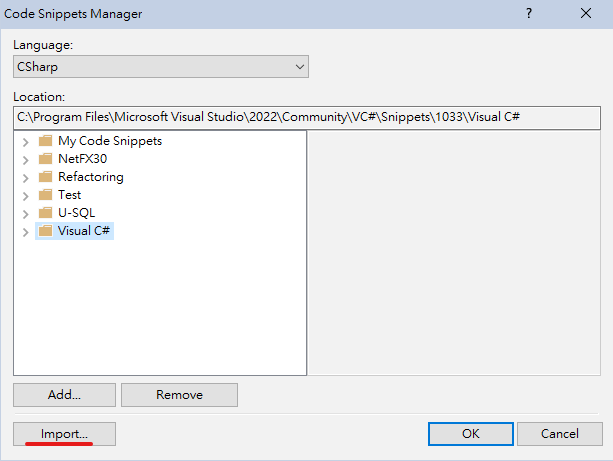 Code Snippets Manager
?
Language:
CSharp
Location:
C:\Program Files\Microsoft Visual Studio\2022\Community\VC#\Snippets\1033\Visual C#
My Code Snippets
NetFX30
Refactoring
Test
U-SQL
Visual C#
Add... Remove
Import... OK Cancel